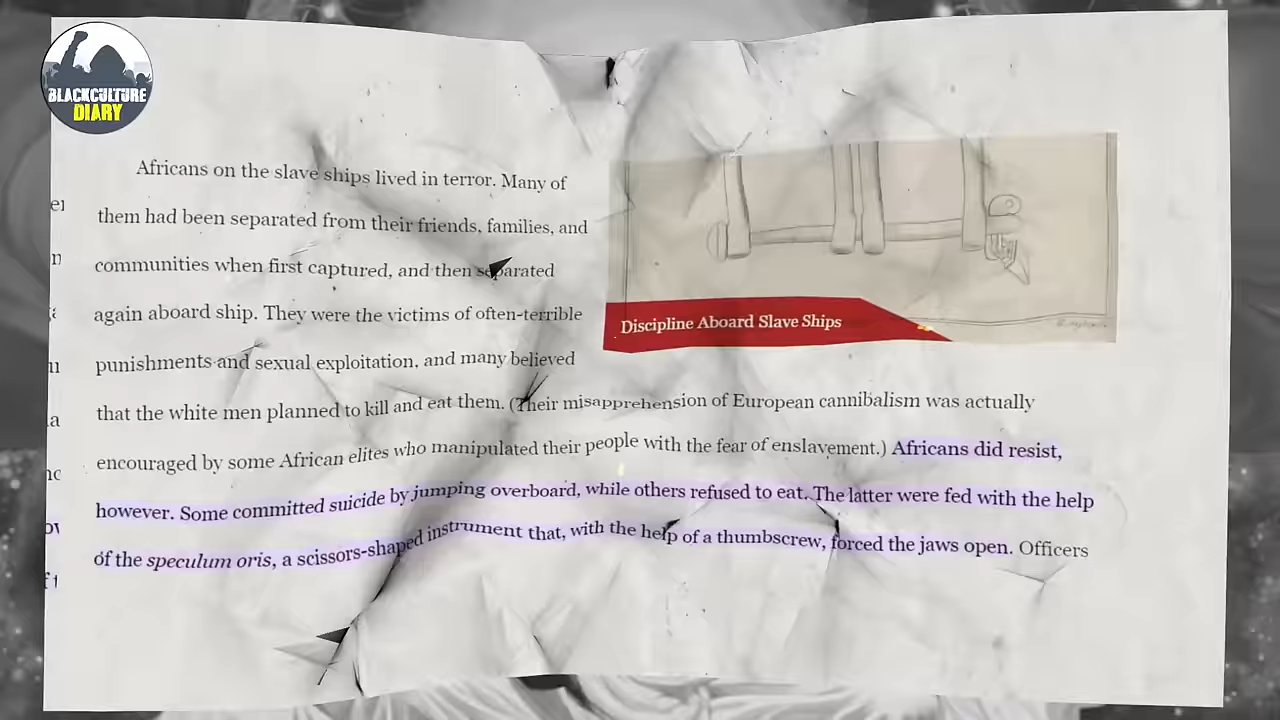 BLACKCULTURE
DIARY
Africans on the slave ships lived in terror. Many of
them had been separated from their friends, families, and
communities when first captured, and then separated
again aboard ship. They were the victims of often-terrible
punishments and sexual exploitation, and many believed
Discipline Aboard Slave Ships
that the white men planned to kill and eat them. (Their misapprehension of European cannibalism was actually
encouraged by some African elites who manipulated their people with the fear of enslavement.) Africans did resist,
however. Some committed suicide by jumping overboard, while others refused to eat. The latter were fed with the help
of the speculum oris, a scissors-shaped instrument that, with the help of a thumbscrew, forced the jaws open. Officers